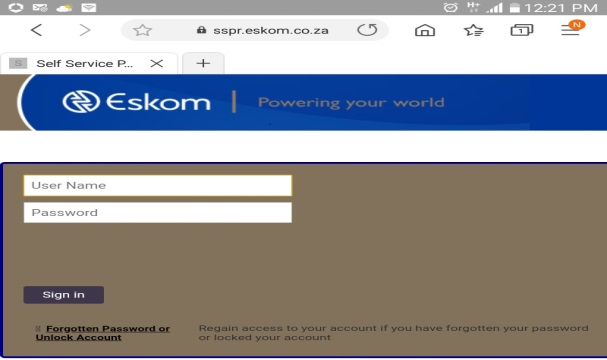 H+ 12:21 PM
sspr.eskom.co.za 1 N
S Self Service P... × +
Eskom | Powering your world
User Name
Password
Sign in
Forgotten Password or Regain access to your account if you have forgotten your password
Unlock Account or locked your account